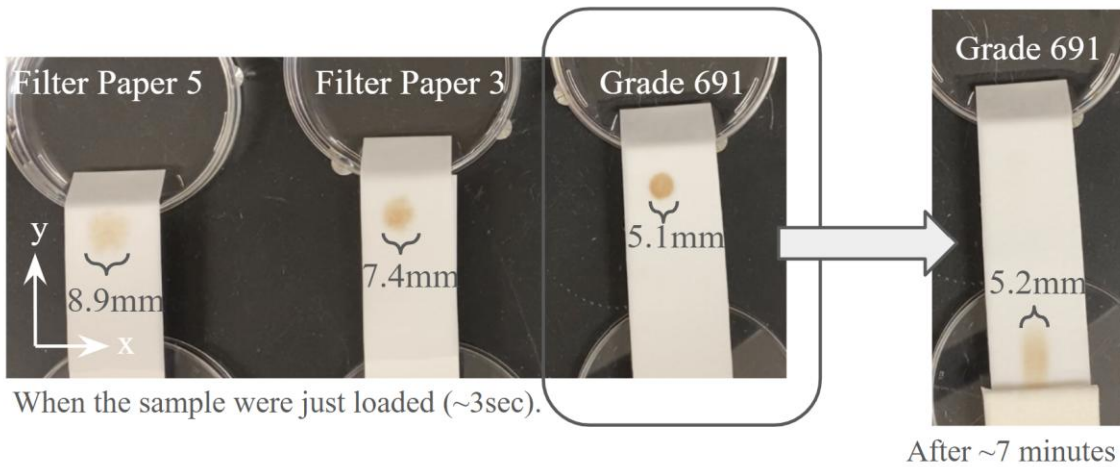 Filter Paper 5
Filter Paper 3
Grade 691
Grade 691
y
x
8.9mm
7.4mm
5.1mm
5.2mm
When the sample were just loaded (~3sec).
After ~7 minutes